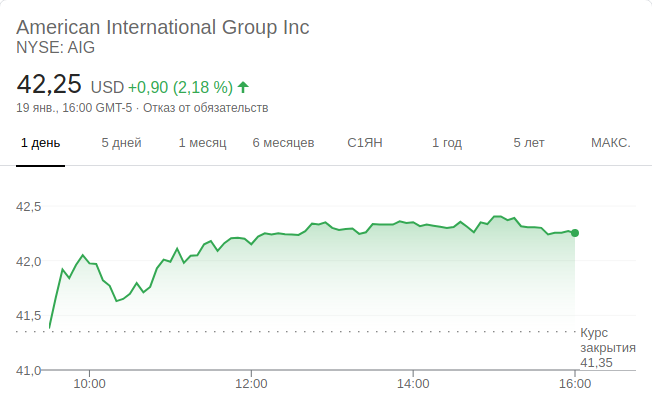 American International Group Inc
NYSE: AIG
42,25 USD +0,90 (2,18 %)
19 янв., 16:00 GMT-5 · Отказ от обязательств
1 день 5 дней 1 месяц 6 месяцев С1ЯН 1 год 5 лет МАКС.
42,5
42,0
41,5
41,0
Курс
закрытия
41,35
10:00 12:00 14:00 16:00